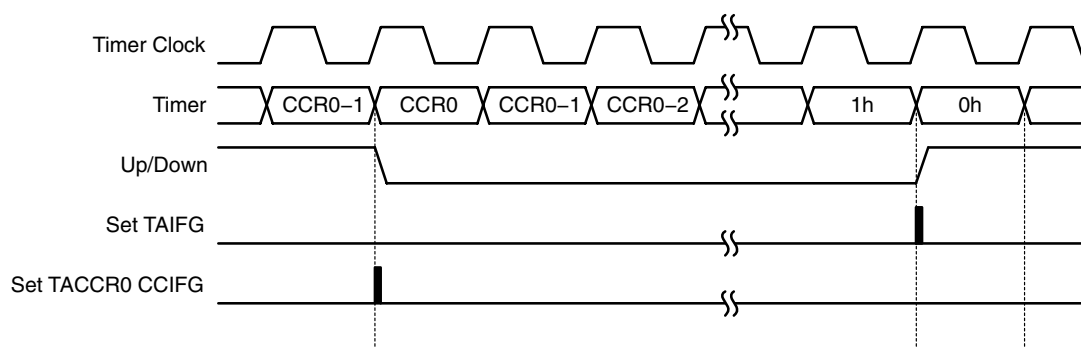 Timer Clock
Timer CCR0−1 CCR0 CCR0−1 CCR0−2 1h 0h
Up/Down
Set TAIFG
Set TACCR0 CCIFG